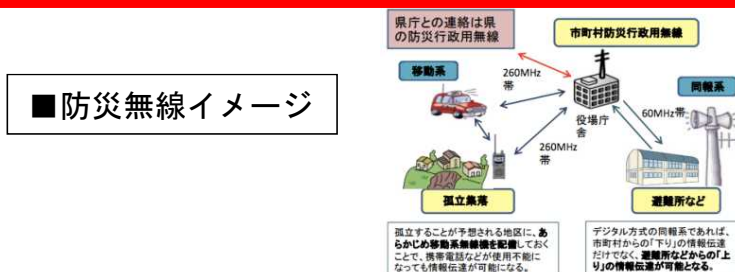 ■防災無線イメージ
県庁との連絡は県
の防災行政用無線
市町村防災行政用無線
移動系
260MHz
帯
同報系
60MHz帯
役場庁
舎
260MHz
帯
孤立集落
避難所など
孤立することが予想される地区に、あ
らかじめ移動系無線機を配備しておく
ことで、携帯電話などが使用不能に
なっても情報伝達が可能になる。
デジタル方式の同報系であれば、
市町村からの「下り」の情報伝達
だけでなく、避難所などからの「上
り」の情報伝達が可能となる。